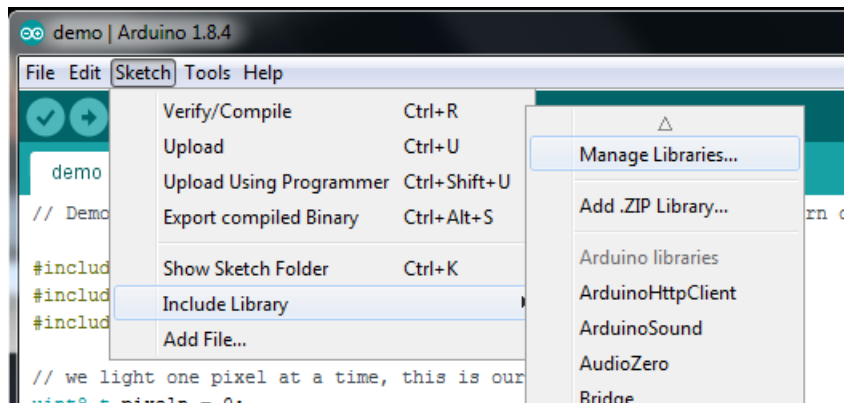 demo | Arduino 1.8.4
File Edit Sketch Tools Help
Verify/Compile Ctrl+R
Upload Ctrl+U
Upload Using Programmer Ctrl+Shift+U
Export compiled Binary Ctrl+Alt+S
Show Sketch Folder Ctrl+K
Include Library
Add File...
Manage Libraries...
Add .ZIP Library...
Arduino libraries
ArduinoHttpClient
ArduinoSound
AudioZero
Bridge
demo
// Demo
#includ
#includ
#includ
// we light one pixel at a time, this is our
uint8_t pixeln = 0;